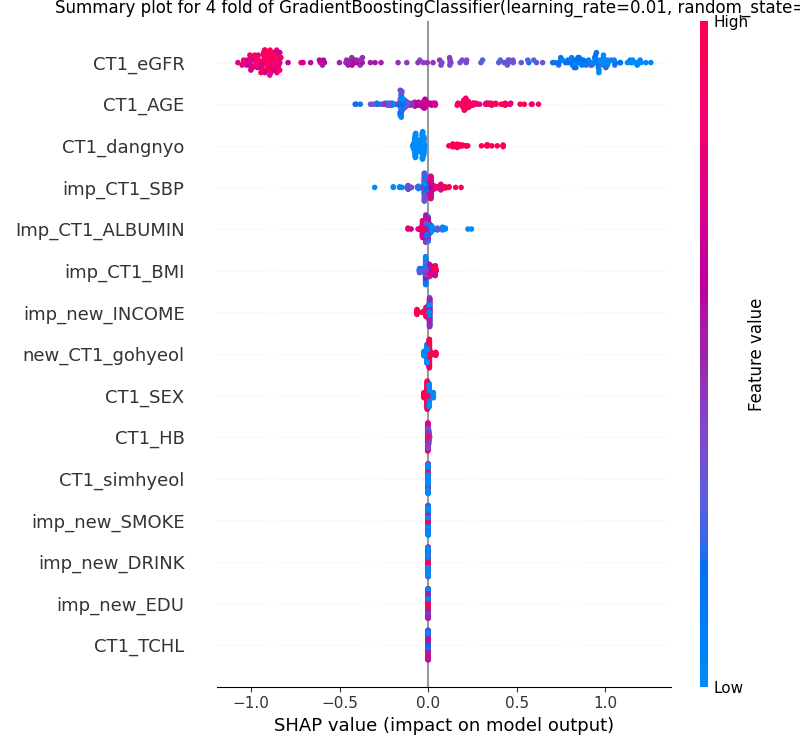 Summary plot for 4 fold of GradientBoostingClassifier(learning_rate=0.01, random_state=
High
CT1_eGFR
CT1_AGE
CT1_dangnyo
imp_CT1_SBP
Imp_CT1_ALBUMIN
imp_CT1_BMI
imp_new_INCOME
new_CT1_gohyeol
CT1_SEX
CT1_HB
CT1_simhyeol
imp_new_SMOKE
imp_new_DRINK
imp_new_EDU
CT1_TCHL
Feature value
Low
−1.0 −0.5 0.0 0.5 1.0
SHAP value (impact on model output)